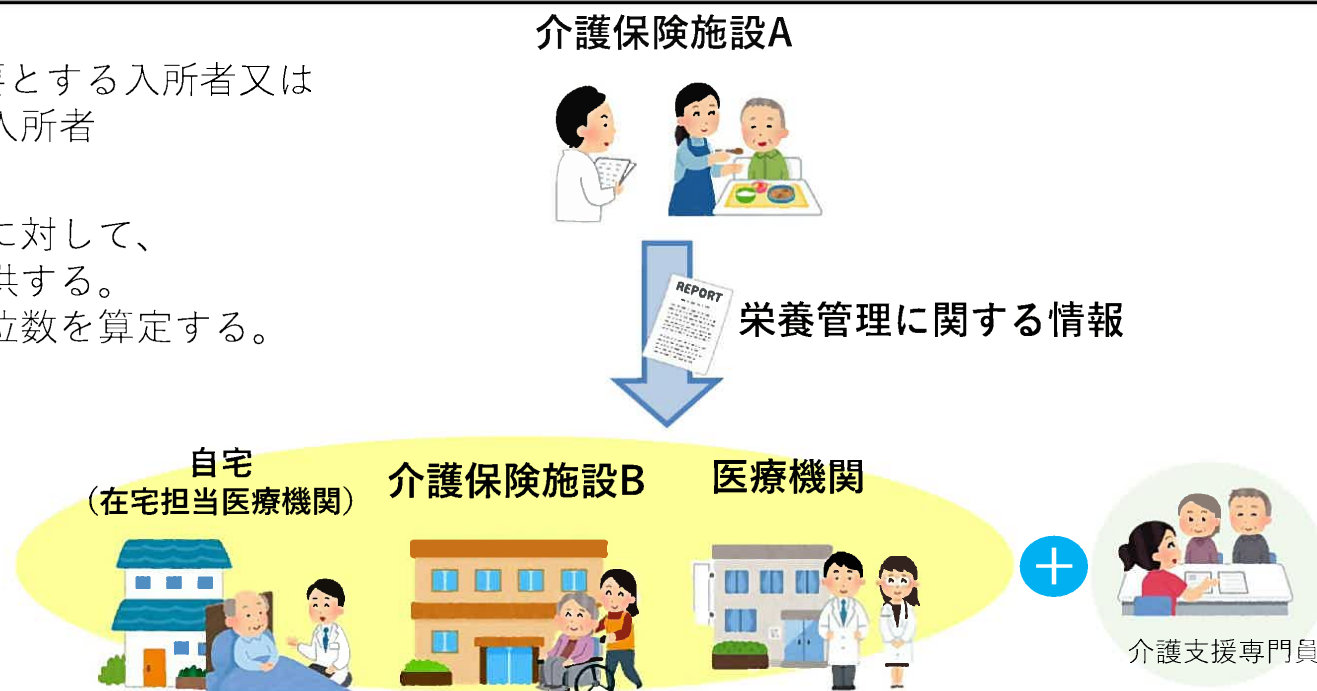 介護保険施設A
要とする入所者又は
入所者
に対して、
供する。
位数を算定する。
REPORT
栄養管理に関する情報
自宅
（在宅担当医療機関）
介護保険施設B
医療機関
＋
介護支援専門員